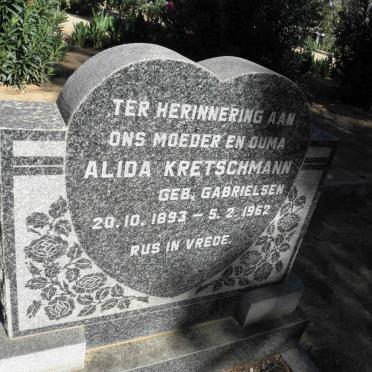 TER HERINNERING AAN
ONS MOEDER EN OUMA
ALIDA KRETSCHMANN
GEB. GABRIELSEN
20.10.1893 – 5.2.1962
RUS IN VREDE.